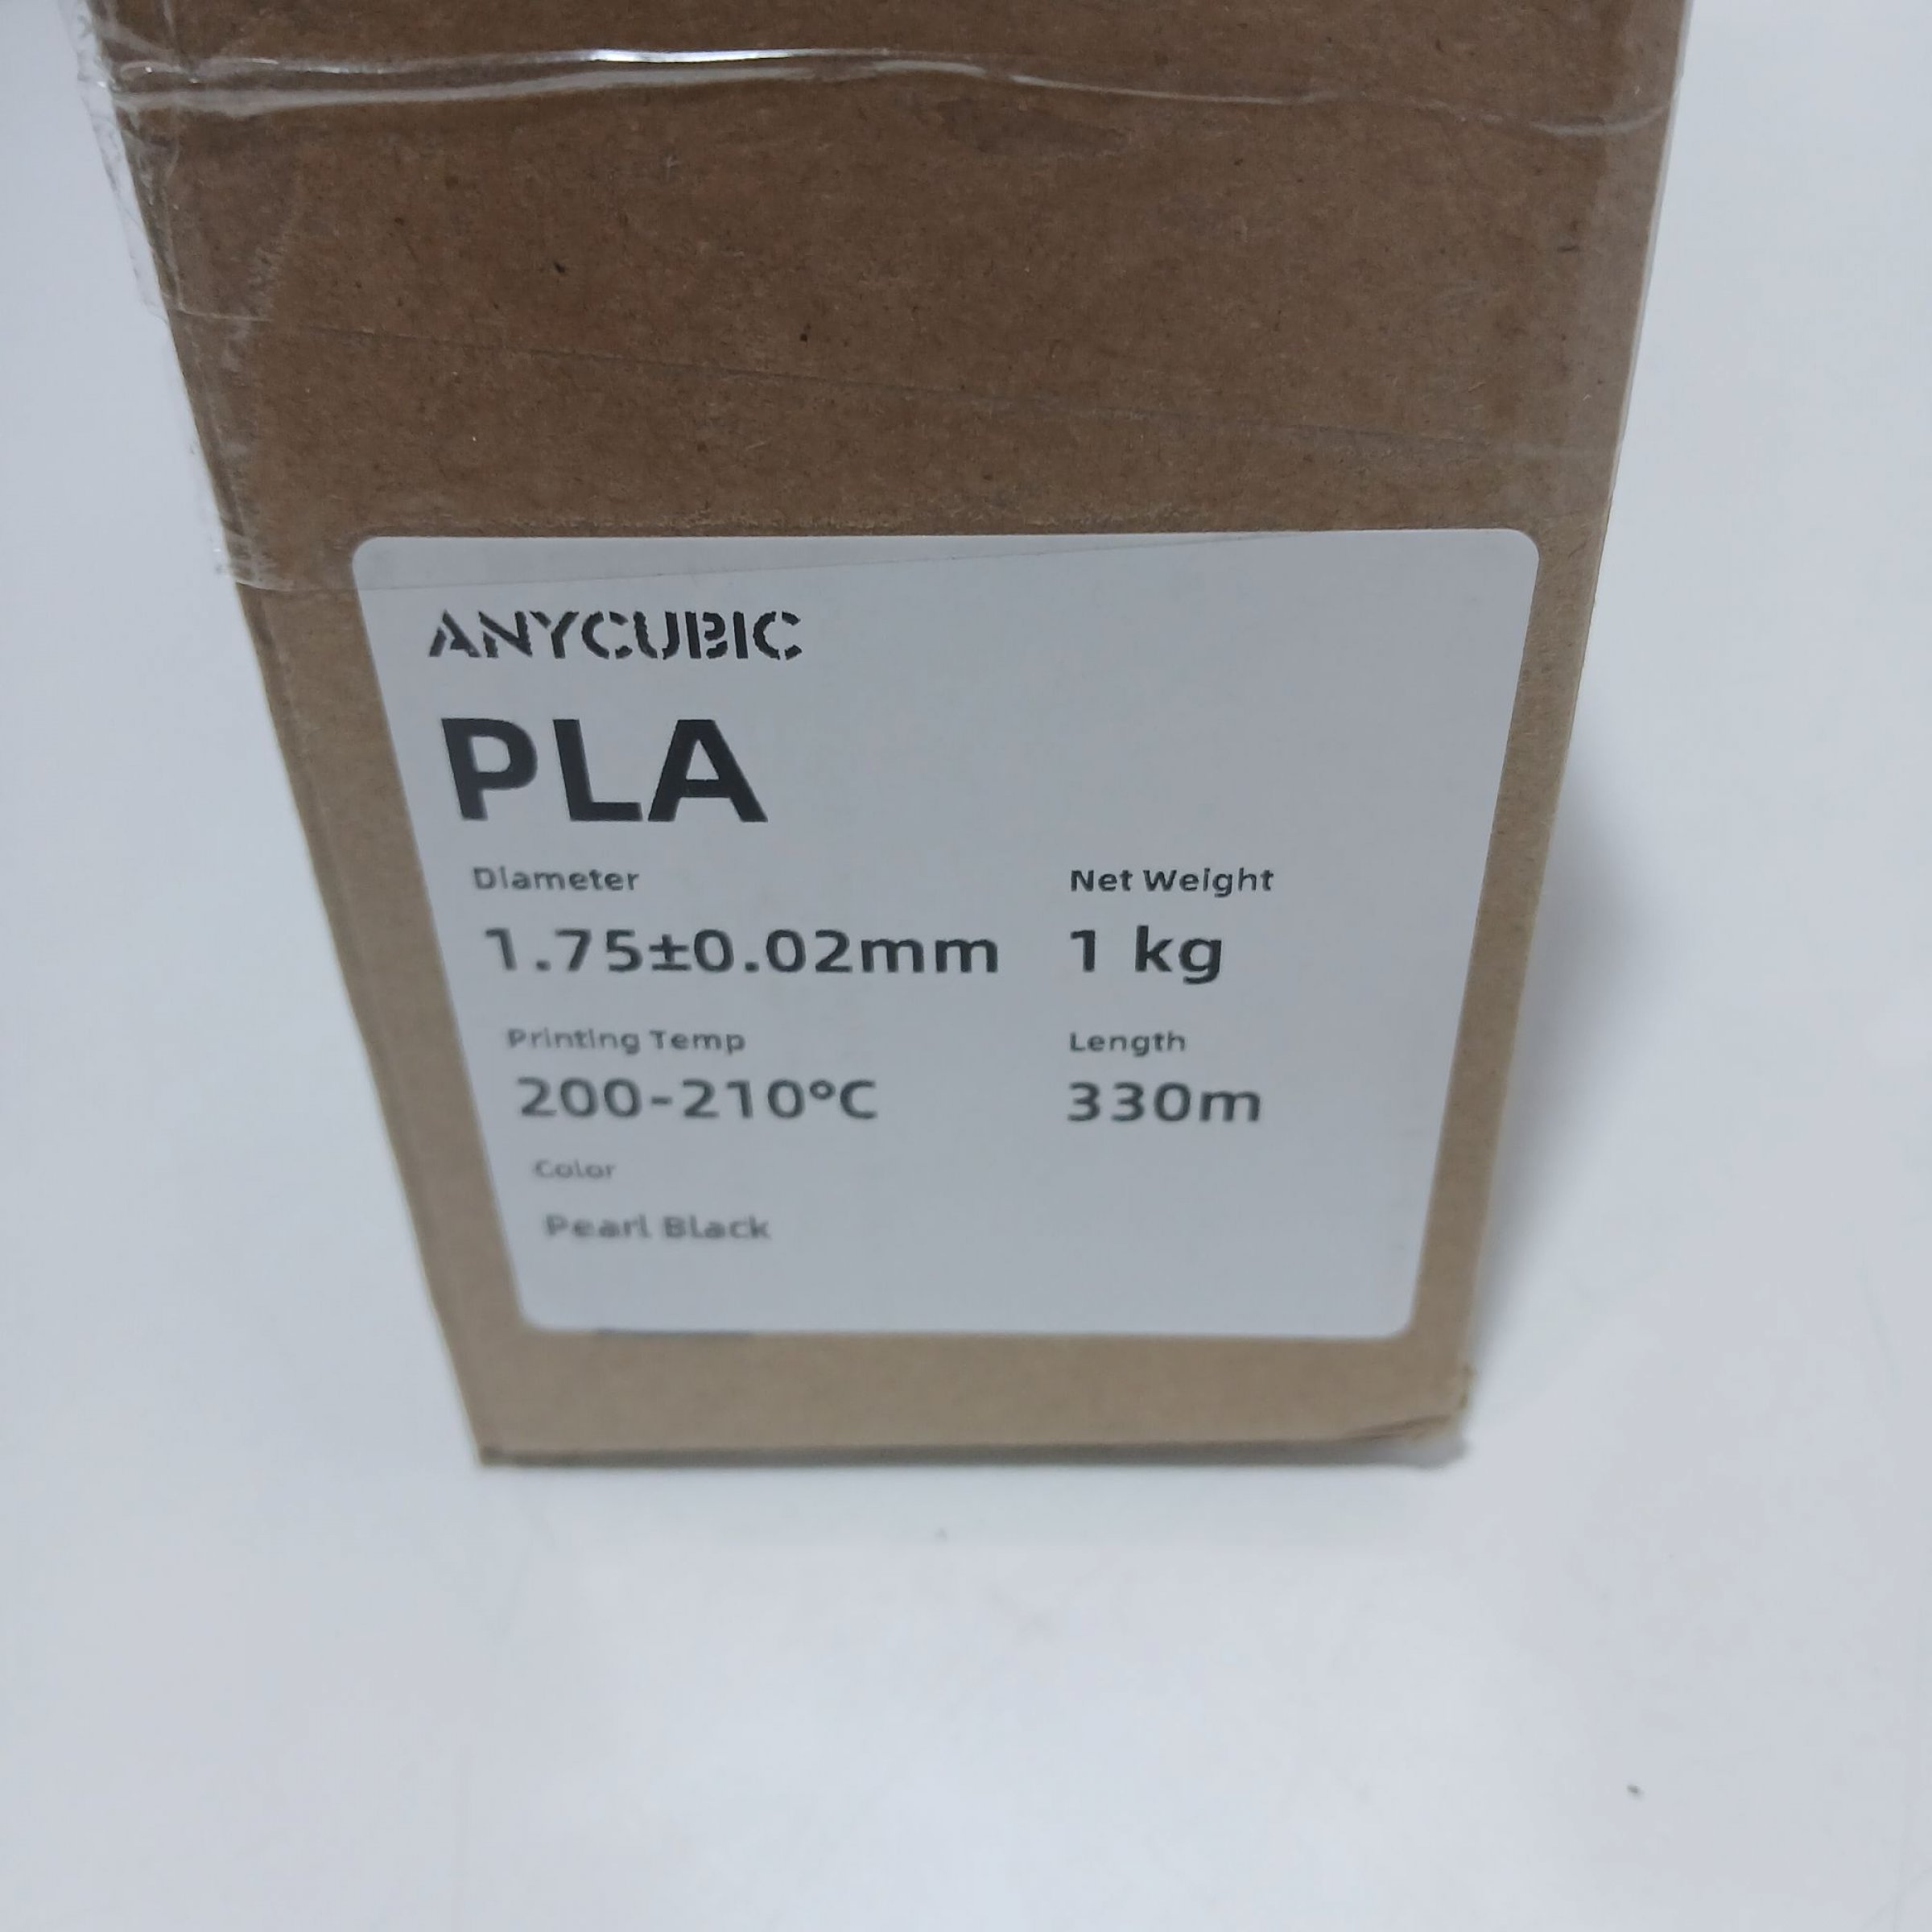 ANYCUBIC
PLA
Diameter Net Weight
1.75±0.02mm 1 kg
Printing Temp Length
200-210°C 330m
Color
Pearl Black